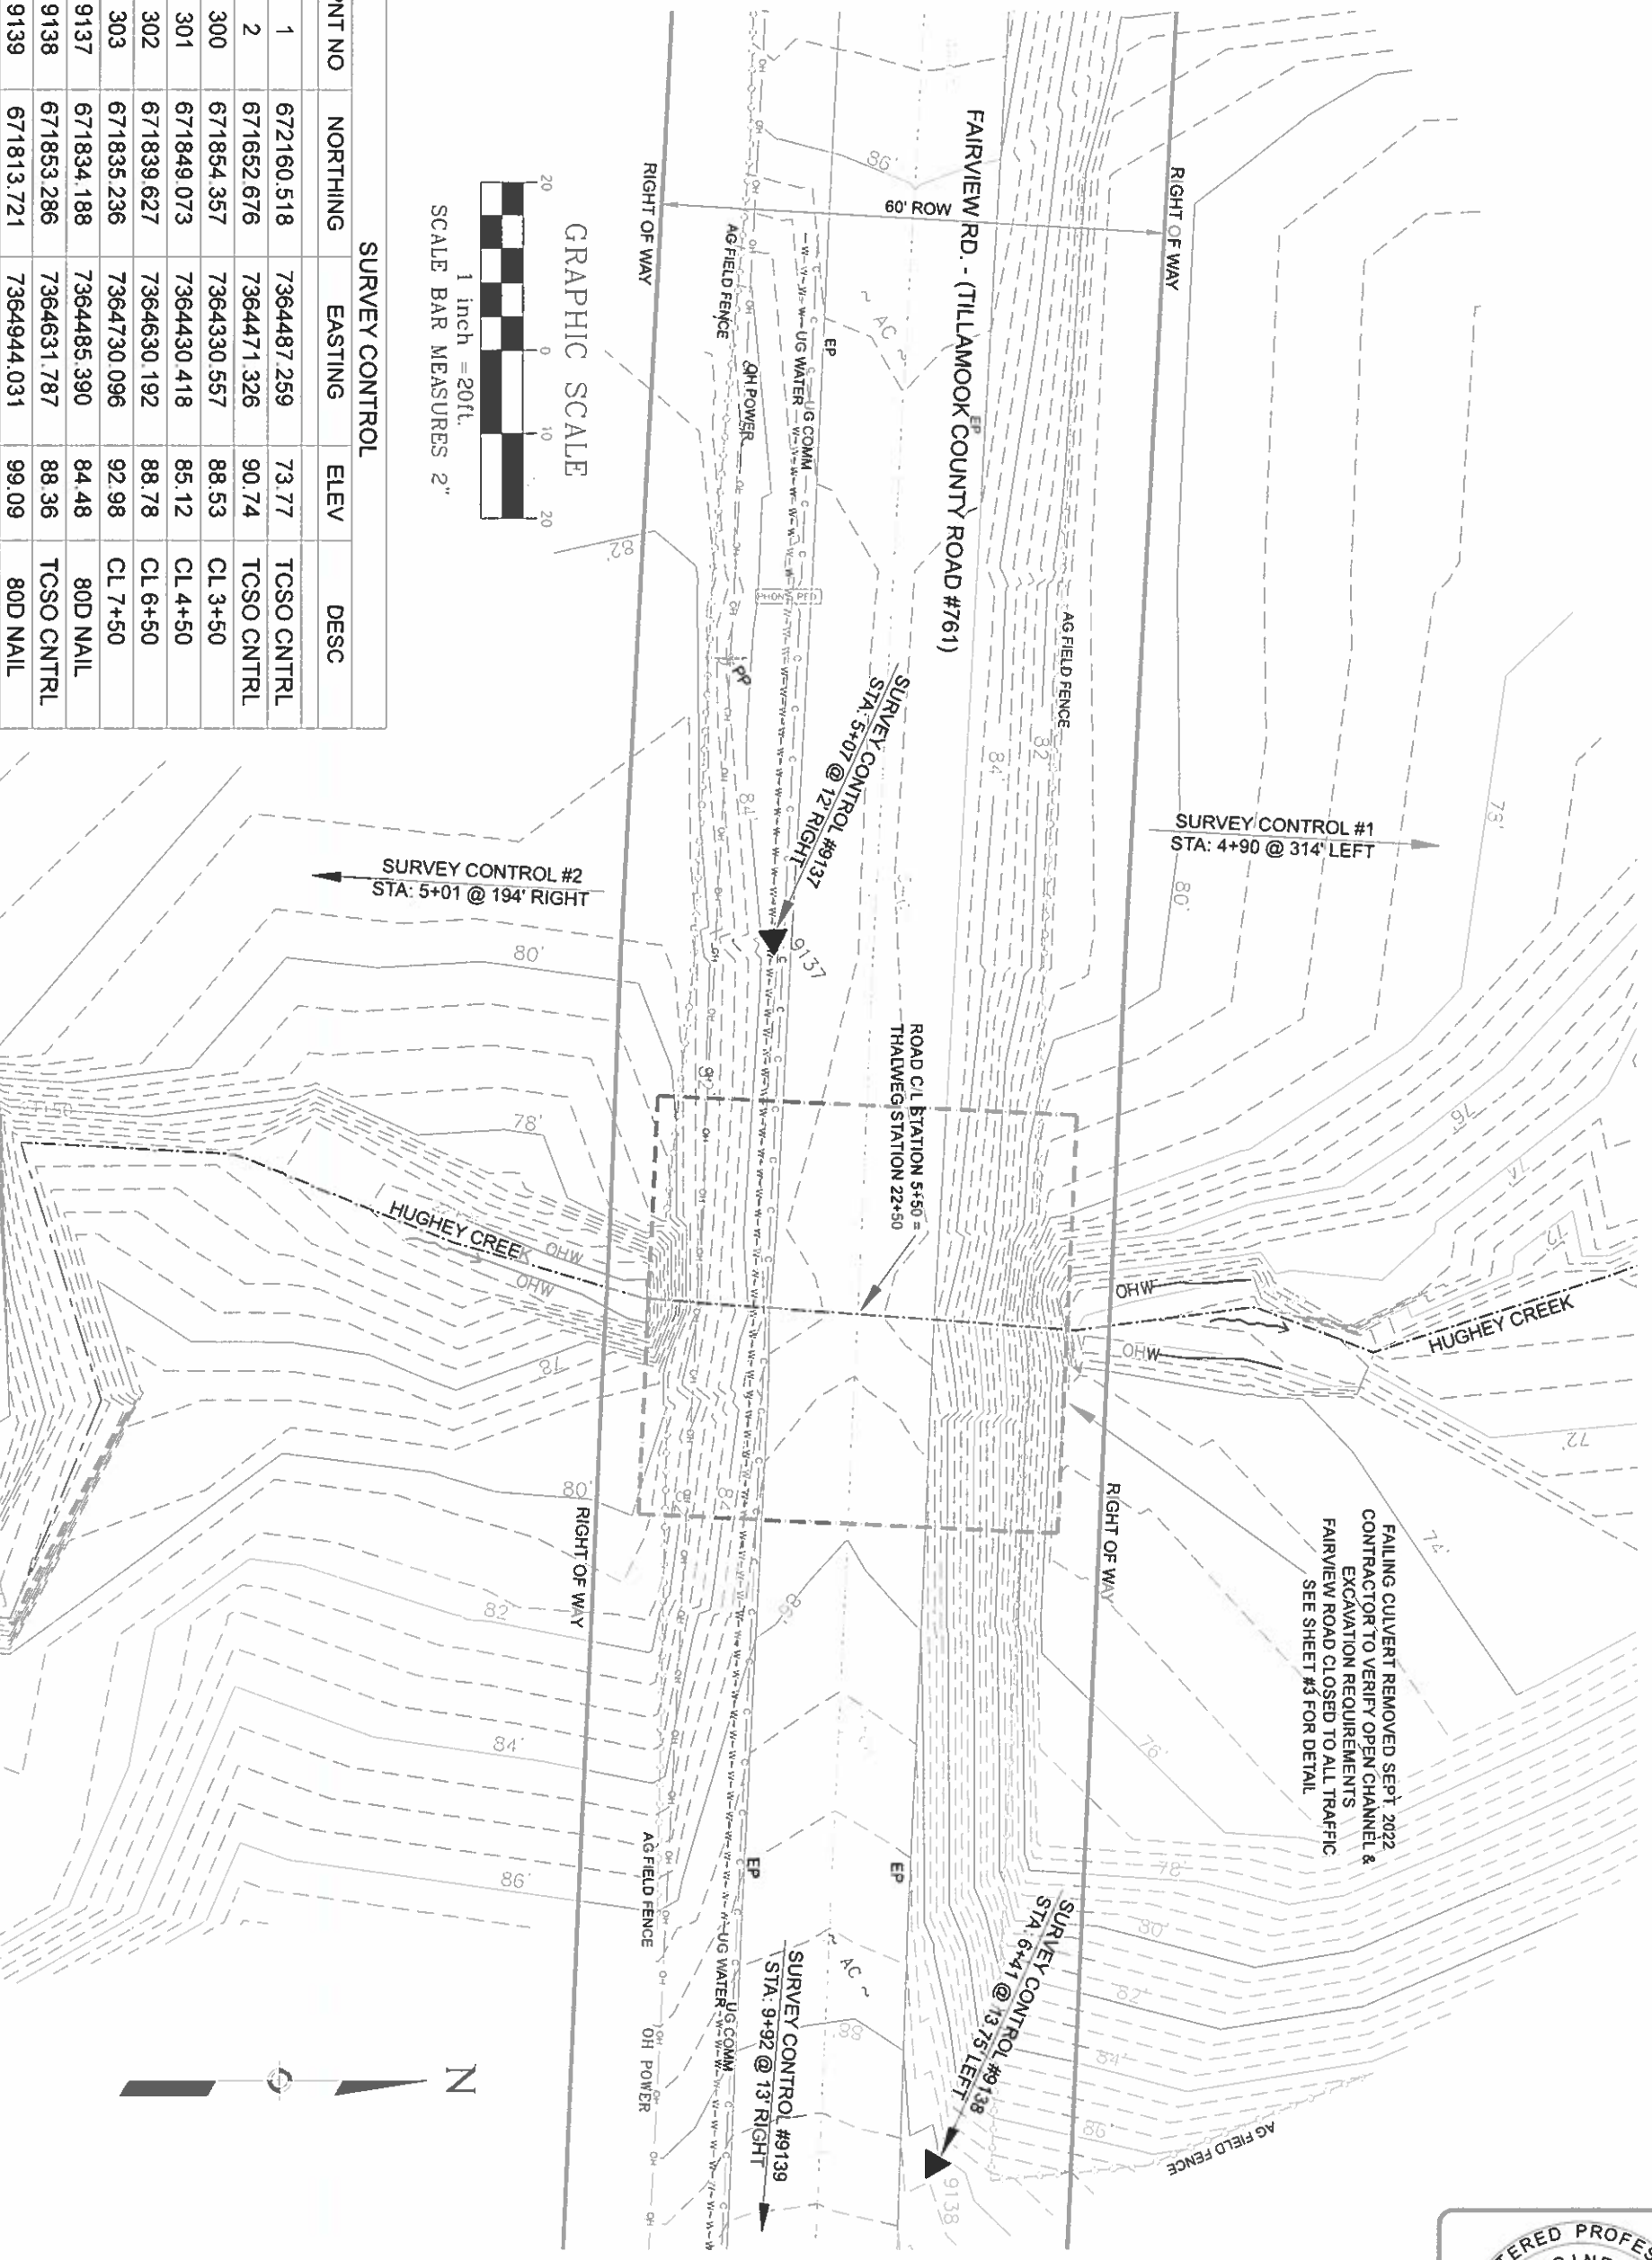 SURVEY CONTROL
NT NO NORTHING EASTING ELEV DESC
1 672160.518 7364487.259 73.77 TCSO CNTRL
2 671652.676 7364471.326 90.74 TCSO CNTRL
300 671854.357 7364330.557 88.53 CL 3+50
301 671849.073 7364430.418 85.12 CL 4+50
302 671839.627 7364630.192 88.78 CL 6+50
303 671835.236 7364730.096 92.98 CL 7+50
9137 671834.188 7364485.390 84.48 80D NAIL
9138 671853.286 7364631.787 88.36 TCSO CNTRL
9139 671813.721 7364944.031 99.09 80D NAIL
GRAPHIC SCALE
20 0 10 20
1 inch = 20ft.
SCALE BAR MEASURES 2"
RIGHT OF WAY
RIGHT OF WAY
60' ROW
FAIRVIEW RD. - (TILLAMOOK COUNTY ROAD #761)
86'
AG FIELD FENCE
UG WATER
UG COMM
OH POWER
EP
EP
~ AC ~
PHONE PED
PP
82'
84'
82'
84'
AG FIELD FENCE
SURVEY CONTROL #9137
STA: 5+07 @ 12' RIGHT
9137
SURVEY CONTROL #1
STA: 4+90 @ 314' LEFT
SURVEY CONTROL #2
STA: 5+01 @ 194' RIGHT
78'
80'
80'
78'
76'
ROAD C/L STATION 5+50 =
THALWEG STATION 22+50
HUGHEY CREEK
OHW
OHW
OHW
OHW
HUGHEY CREEK
72'
72'
74'
78'
80'
RIGHT OF WAY
RIGHT OF WAY
FAILING CULVERT REMOVED SEPT. 2022
CONTRACTOR TO VERIFY OPEN CHANNEL &
EXCAVATION REQUIREMENTS
FAIRVIEW ROAD CLOSED TO ALL TRAFFIC
SEE SHEET #3 FOR DETAIL
82'
84'
86'
76'
78'
80'
82'
84'
86'
AG FIELD FENCE
EP
EP
~ AC ~
88
UG WATER
UG COMM
OH POWER
SURVEY CONTROL #9139
STA: 9+92 @ 13' RIGHT
SURVEY CONTROL #9138
STA: 6+41 @ 13.75' LEFT
9138
AG FIELD FENCE
N
ERED PROFES